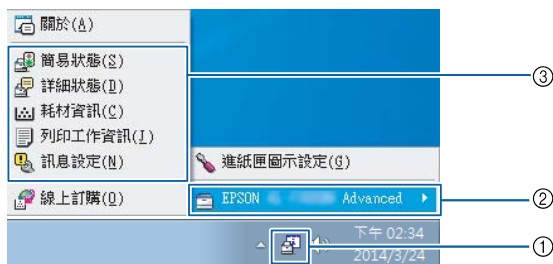 關於(A)
簡易狀態(S)
詳細狀態(D)
耗材資訊(C)
列印工作資訊(J)
訊息設定(N)
線上訂購(O)
進紙匣圖示設定(G)
EPSON Advanced
下午 02:34
2014/3/24
③
②
①